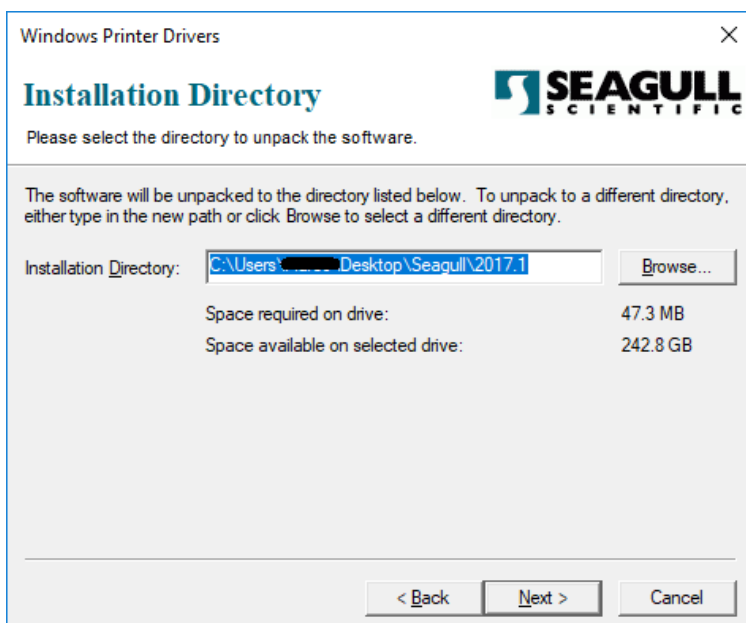 Windows Printer Drivers
Installation Directory
SEAGULL
SCIENTIFIC
Please select the directory to unpack the software.
The software will be unpacked to the directory listed below. To unpack to a different directory,
either type in the new path or click Browse to select a different directory.
Installation Directory: C:\Users\ Desktop\Seagull\2017.1 Browse...
Space required on drive: 47.3 MB
Space available on selected drive: 242.8 GB
< Back Next > Cancel